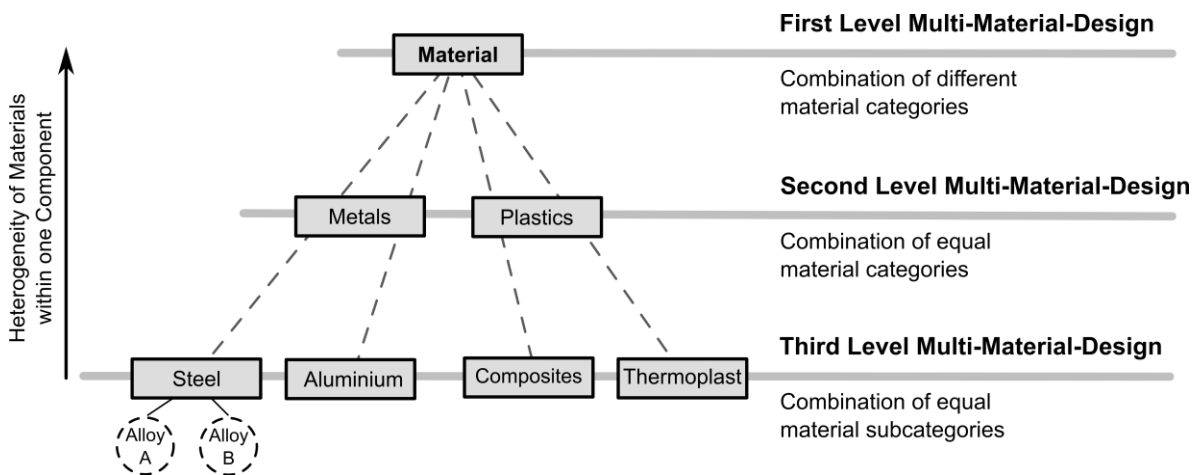 Heterogeneity of Materials
within one Component
First Level Multi-Material-Design
Material
Combination of different
material categories
Second Level Multi-Material-Design
Metals
Plastics
Combination of equal
material categories
Third Level Multi-Material-Design
Steel
Aluminium
Composites
Thermoplast
Combination of equal
material subcategories
Alloy
A
Alloy
B